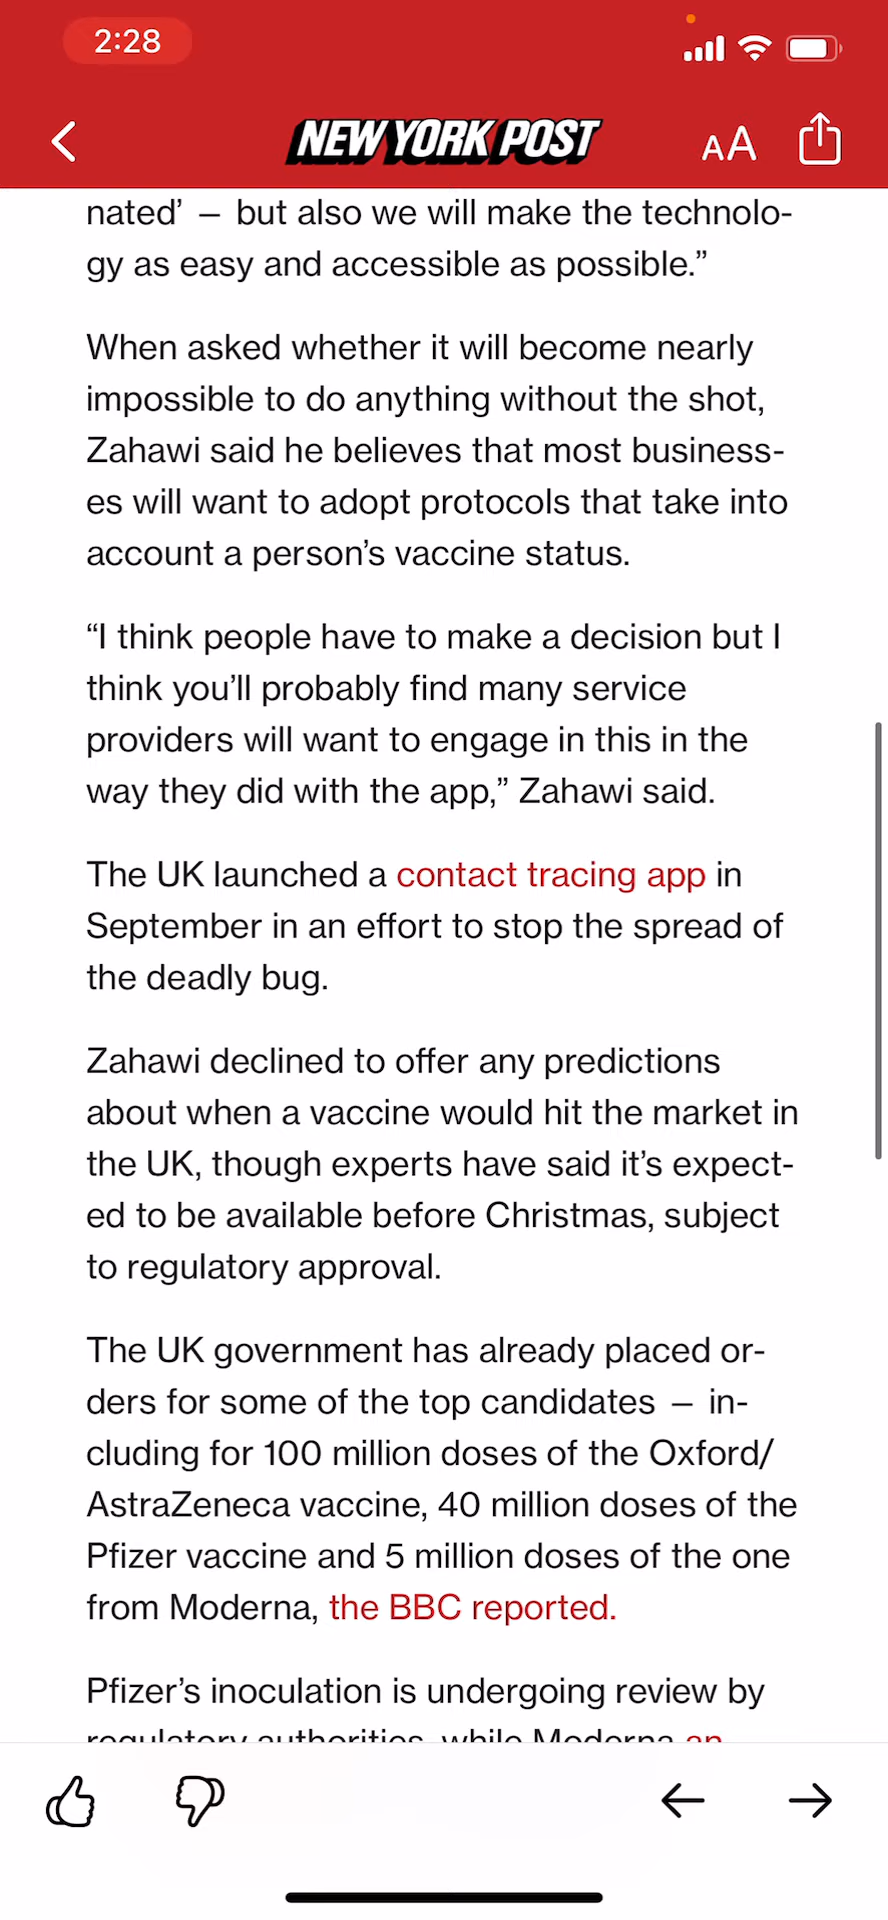 2:28
NEW YORK POST
AA
nated’ — but also we will make the technolo-
gy as easy and accessible as possible.”
When asked whether it will become nearly
impossible to do anything without the shot,
Zahawi said he believes that most business-
es will want to adopt protocols that take into
account a person’s vaccine status.
“I think people have to make a decision but I
think you’ll probably find many service
providers will want to engage in this in the
way they did with the app,” Zahawi said.
The UK launched a contact tracing app in
September in an effort to stop the spread of
the deadly bug.
Zahawi declined to offer any predictions
about when a vaccine would hit the market in
the UK, though experts have said it’s expect-
ed to be available before Christmas, subject
to regulatory approval.
The UK government has already placed or-
ders for some of the top candidates — in-
cluding for 100 million doses of the Oxford/
AstraZeneca vaccine, 40 million doses of the
Pfizer vaccine and 5 million doses of the one
from Moderna, the BBC reported.
Pfizer’s inoculation is undergoing review by
regulatory authorities, while Moderna an